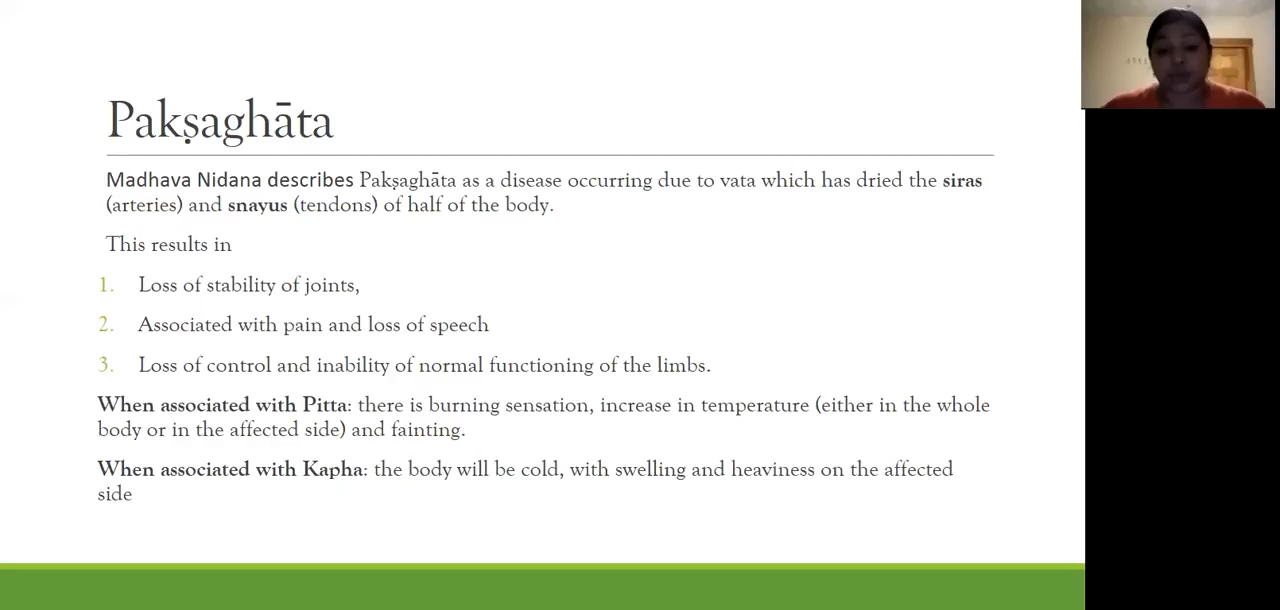 Pakṣaghāta
Madhava Nidana describes Pakṣaghāta as a disease occurring due to vata which has dried the siras
(arteries) and snayus (tendons) of half of the body.
This results in
1. Loss of stability of joints,
2. Associated with pain and loss of speech
3. Loss of control and inability of normal functioning of the limbs.
When associated with Pitta: there is burning sensation, increase in temperature (either in the whole
body or in the affected side) and fainting.
When associated with Kapha: the body will be cold, with swelling and heaviness on the affected
side